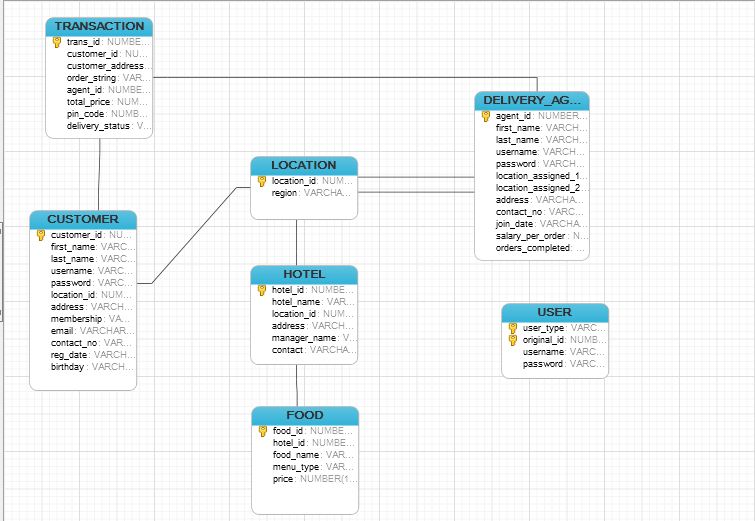 TRANSACTION
trans_id: NUMBE...
customer_id: NU...
customer_address...
order_string: VAR...
agent_id: NUMBE...
total_price: NUM...
pin_code: NUMB...
delivery_status: V...
DELIVERY_AG...
agent_id: NUMBER...
first_name: VARCH...
last_name: VARCH...
username: VARCH...
password: VARCH...
location_assigned_1...
location_assigned_2...
address: VARCHA...
contact_no: VARCH...
join_date: VARCH...
salary_per_order: N...
orders_completed: ...
LOCATION
location_id: NUM...
region: VARCHA...
CUSTOMER
customer_id: NU...
first_name: VARC...
last_name: VARC...
username: VARC...
password: VARC...
location_id: NUM...
address: VARCH...
membership: VA...
email: VARCHAR...
contact_no: VAR...
reg_date: VARCH...
birthday: VARCH...
HOTEL
hotel_id: NUMBE...
hotel_name: VAR...
location_id: NUM...
address: VARCH...
manager_name: V...
contact: VARCHA...
USER
user_type: VARC...
original_id: NUMB...
username: VARC...
password: VARC...
FOOD
food_id: NUMBE...
hotel_id: NUMBE...
food_name: VAR...
menu_type: VAR...
price: NUMBER(1...